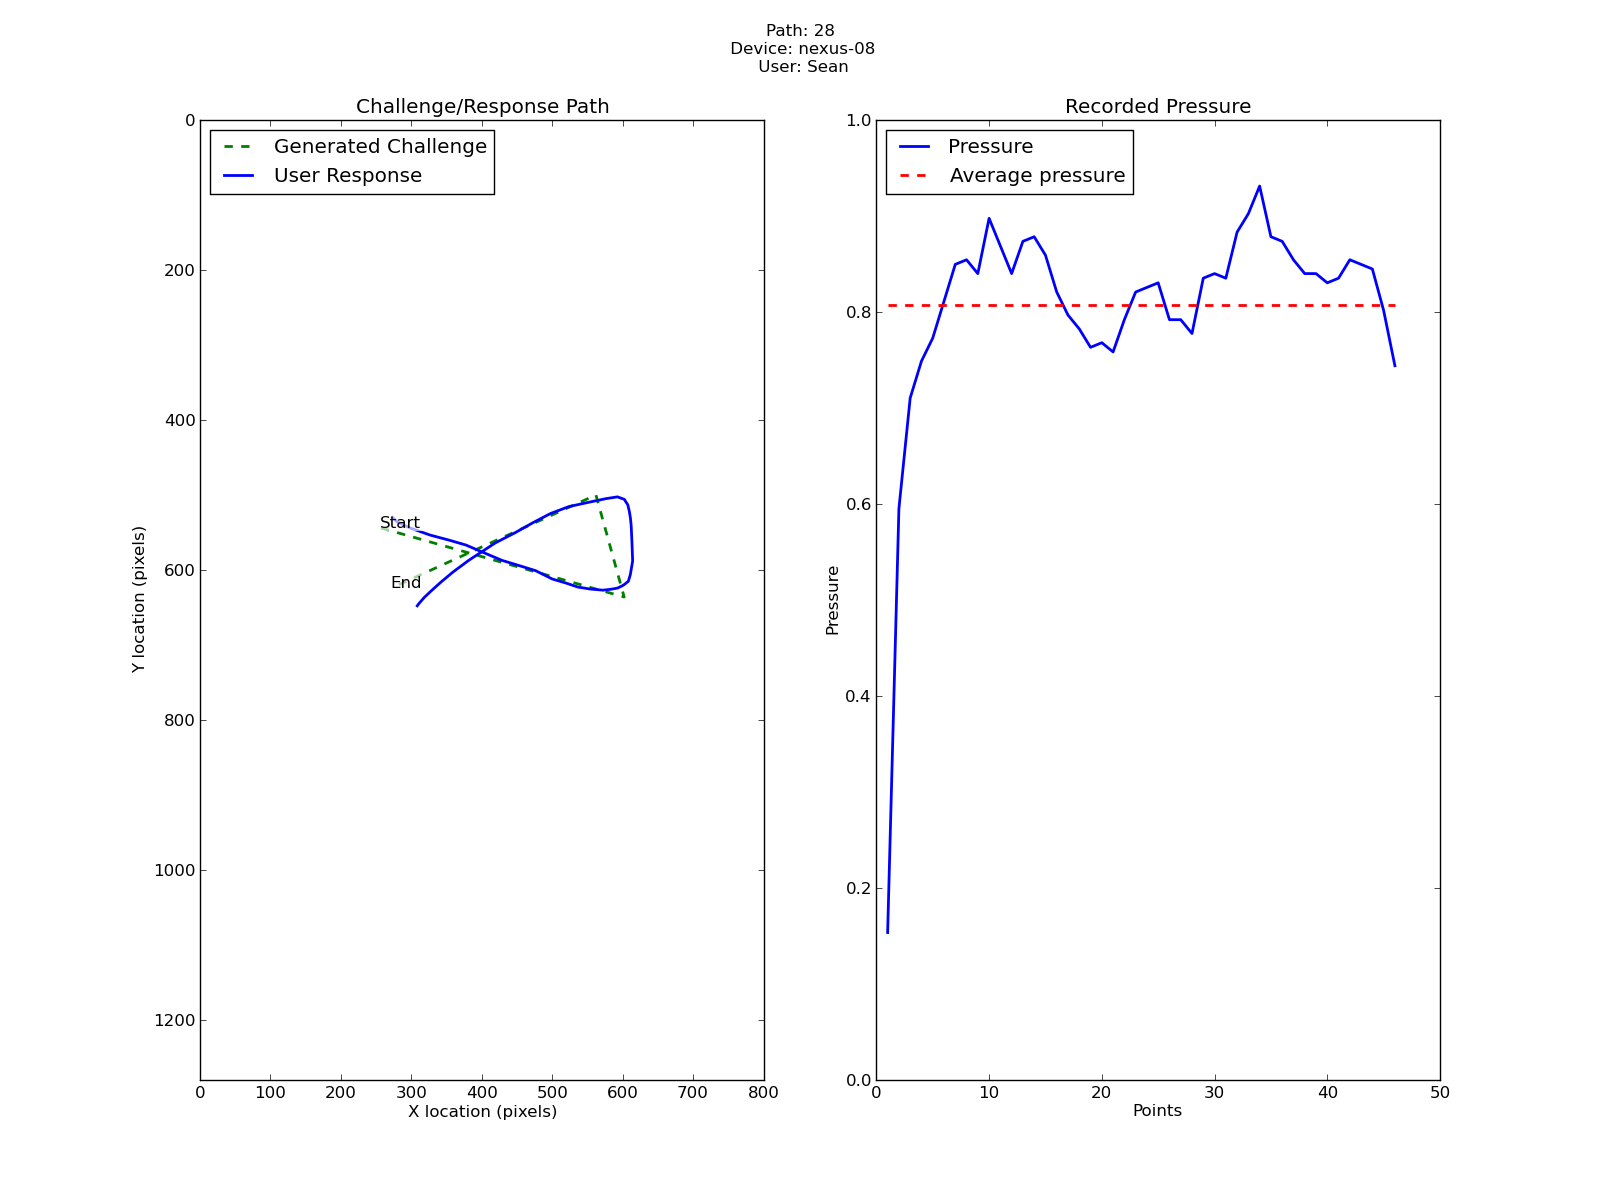 Path: 28
Device: nexus-08
User: Sean
Challenge/Response Path
Generated Challenge
User Response
Start
End
0
200
400
600
800
1000
1200
Y location (pixels)
0 100 200 300 400 500 600 700 800
X location (pixels)
Recorded Pressure
Pressure
Average pressure
1.0
0.8
0.6
0.4
0.2
0.0
Pressure
0 10 20 30 40 50
Points